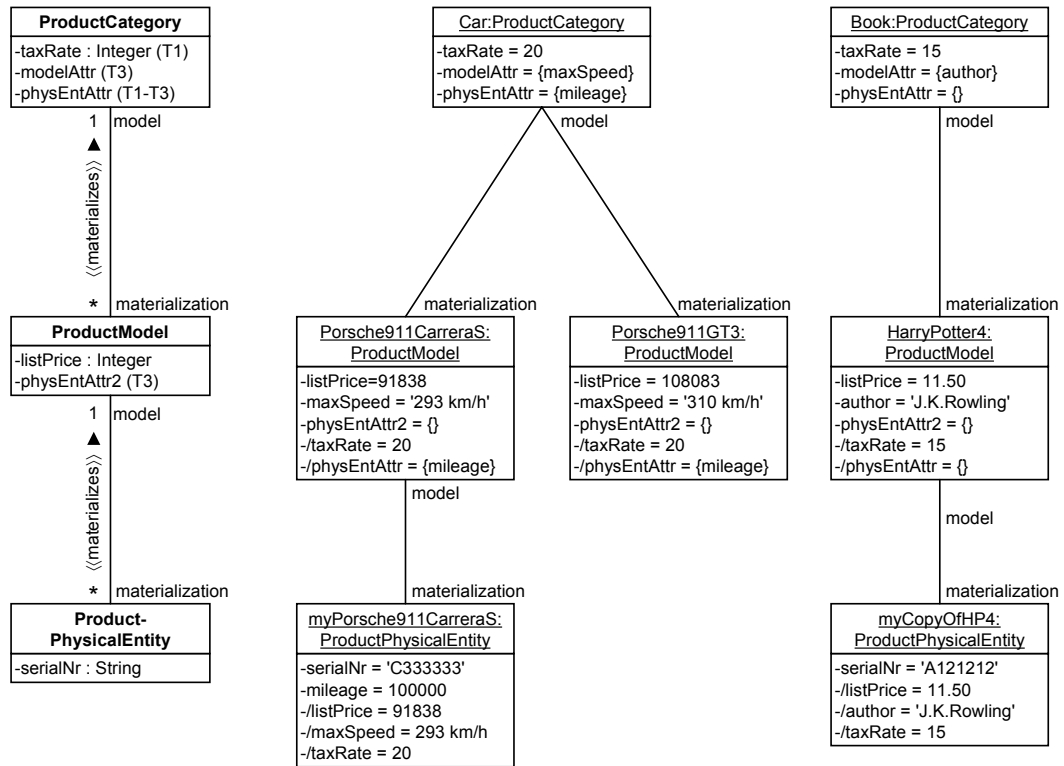 ProductCategory
-taxRate : Integer (T1)
-modelAttr (T3)
-physEntAttr (T1-T3)
1
model
⟨⟨materializes⟩⟩ ▲
*
materialization
ProductModel
-listPrice : Integer
-physEntAttr2 (T3)
1
model
⟨⟨materializes⟩⟩ ▲
*
materialization
Product-
PhysicalEntity
-serialNr : String
Car:ProductCategory
-taxRate = 20
-modelAttr = {maxSpeed}
-physEntAttr = {mileage}
model
materialization
materialization
Porsche911CarreraS:
ProductModel
-listPrice=91838
-maxSpeed = '293 km/h'
-physEntAttr2 = {}
-/taxRate = 20
-/physEntAttr = {mileage}
model
materialization
myPorsche911CarreraS:
ProductPhysicalEntity
-serialNr = 'C333333'
-mileage = 100000
-/listPrice = 91838
-/maxSpeed = 293 km/h
-/taxRate = 20
Porsche911GT3:
ProductModel
-listPrice = 108083
-maxSpeed = '310 km/h'
-physEntAttr2 = {}
-/taxRate = 20
-/physEntAttr = {mileage}
Book:ProductCategory
-taxRate = 15
-modelAttr = {author}
-physEntAttr = {}
model
materialization
HarryPotter4:
ProductModel
-listPrice = 11.50
-author = 'J.K.Rowling'
-physEntAttr2 = {}
-/taxRate = 15
-/physEntAttr = {}
model
materialization
myCopyOfHP4:
ProductPhysicalEntity
-serialNr = 'A121212'
-/listPrice = 11.50
-/author = 'J.K.Rowling'
-/taxRate = 15